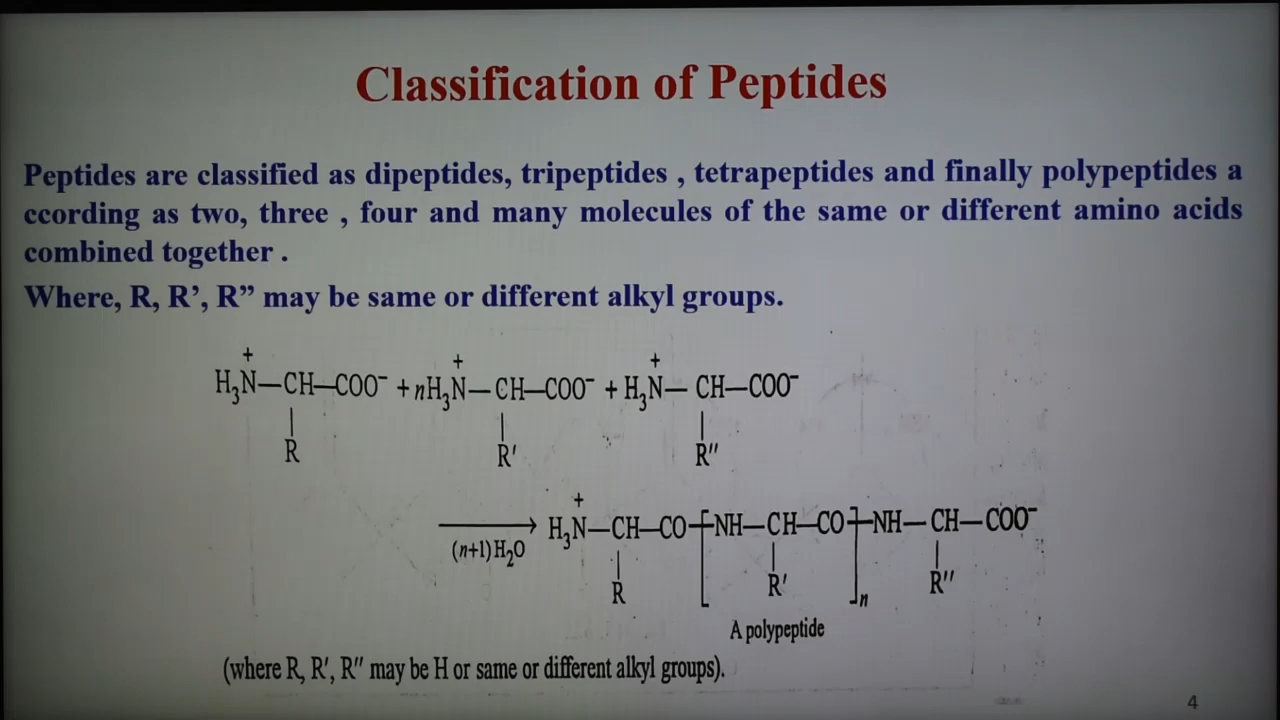 Classification of Peptides
Peptides are classified as dipeptides, tripeptides , tetrapeptides and finally polypeptides a
ccording as two, three , four and many molecules of the same or different amino acids
combined together .
Where, R, R’, R” may be same or different alkyl groups.
+ + +
H₃N—CH—COO⁻ + nH₃N—CH—COO⁻ + H₃N— CH—COO⁻
| | |
R R′ R″
+
H₃N—CH—CO—[NH—CH—CO]—NH—CH—COO⁻
(n+1)H₂O
| | |
R R′ n R″
A polypeptide
(where R, R′, R″ may be H or same or different alkyl groups).
4